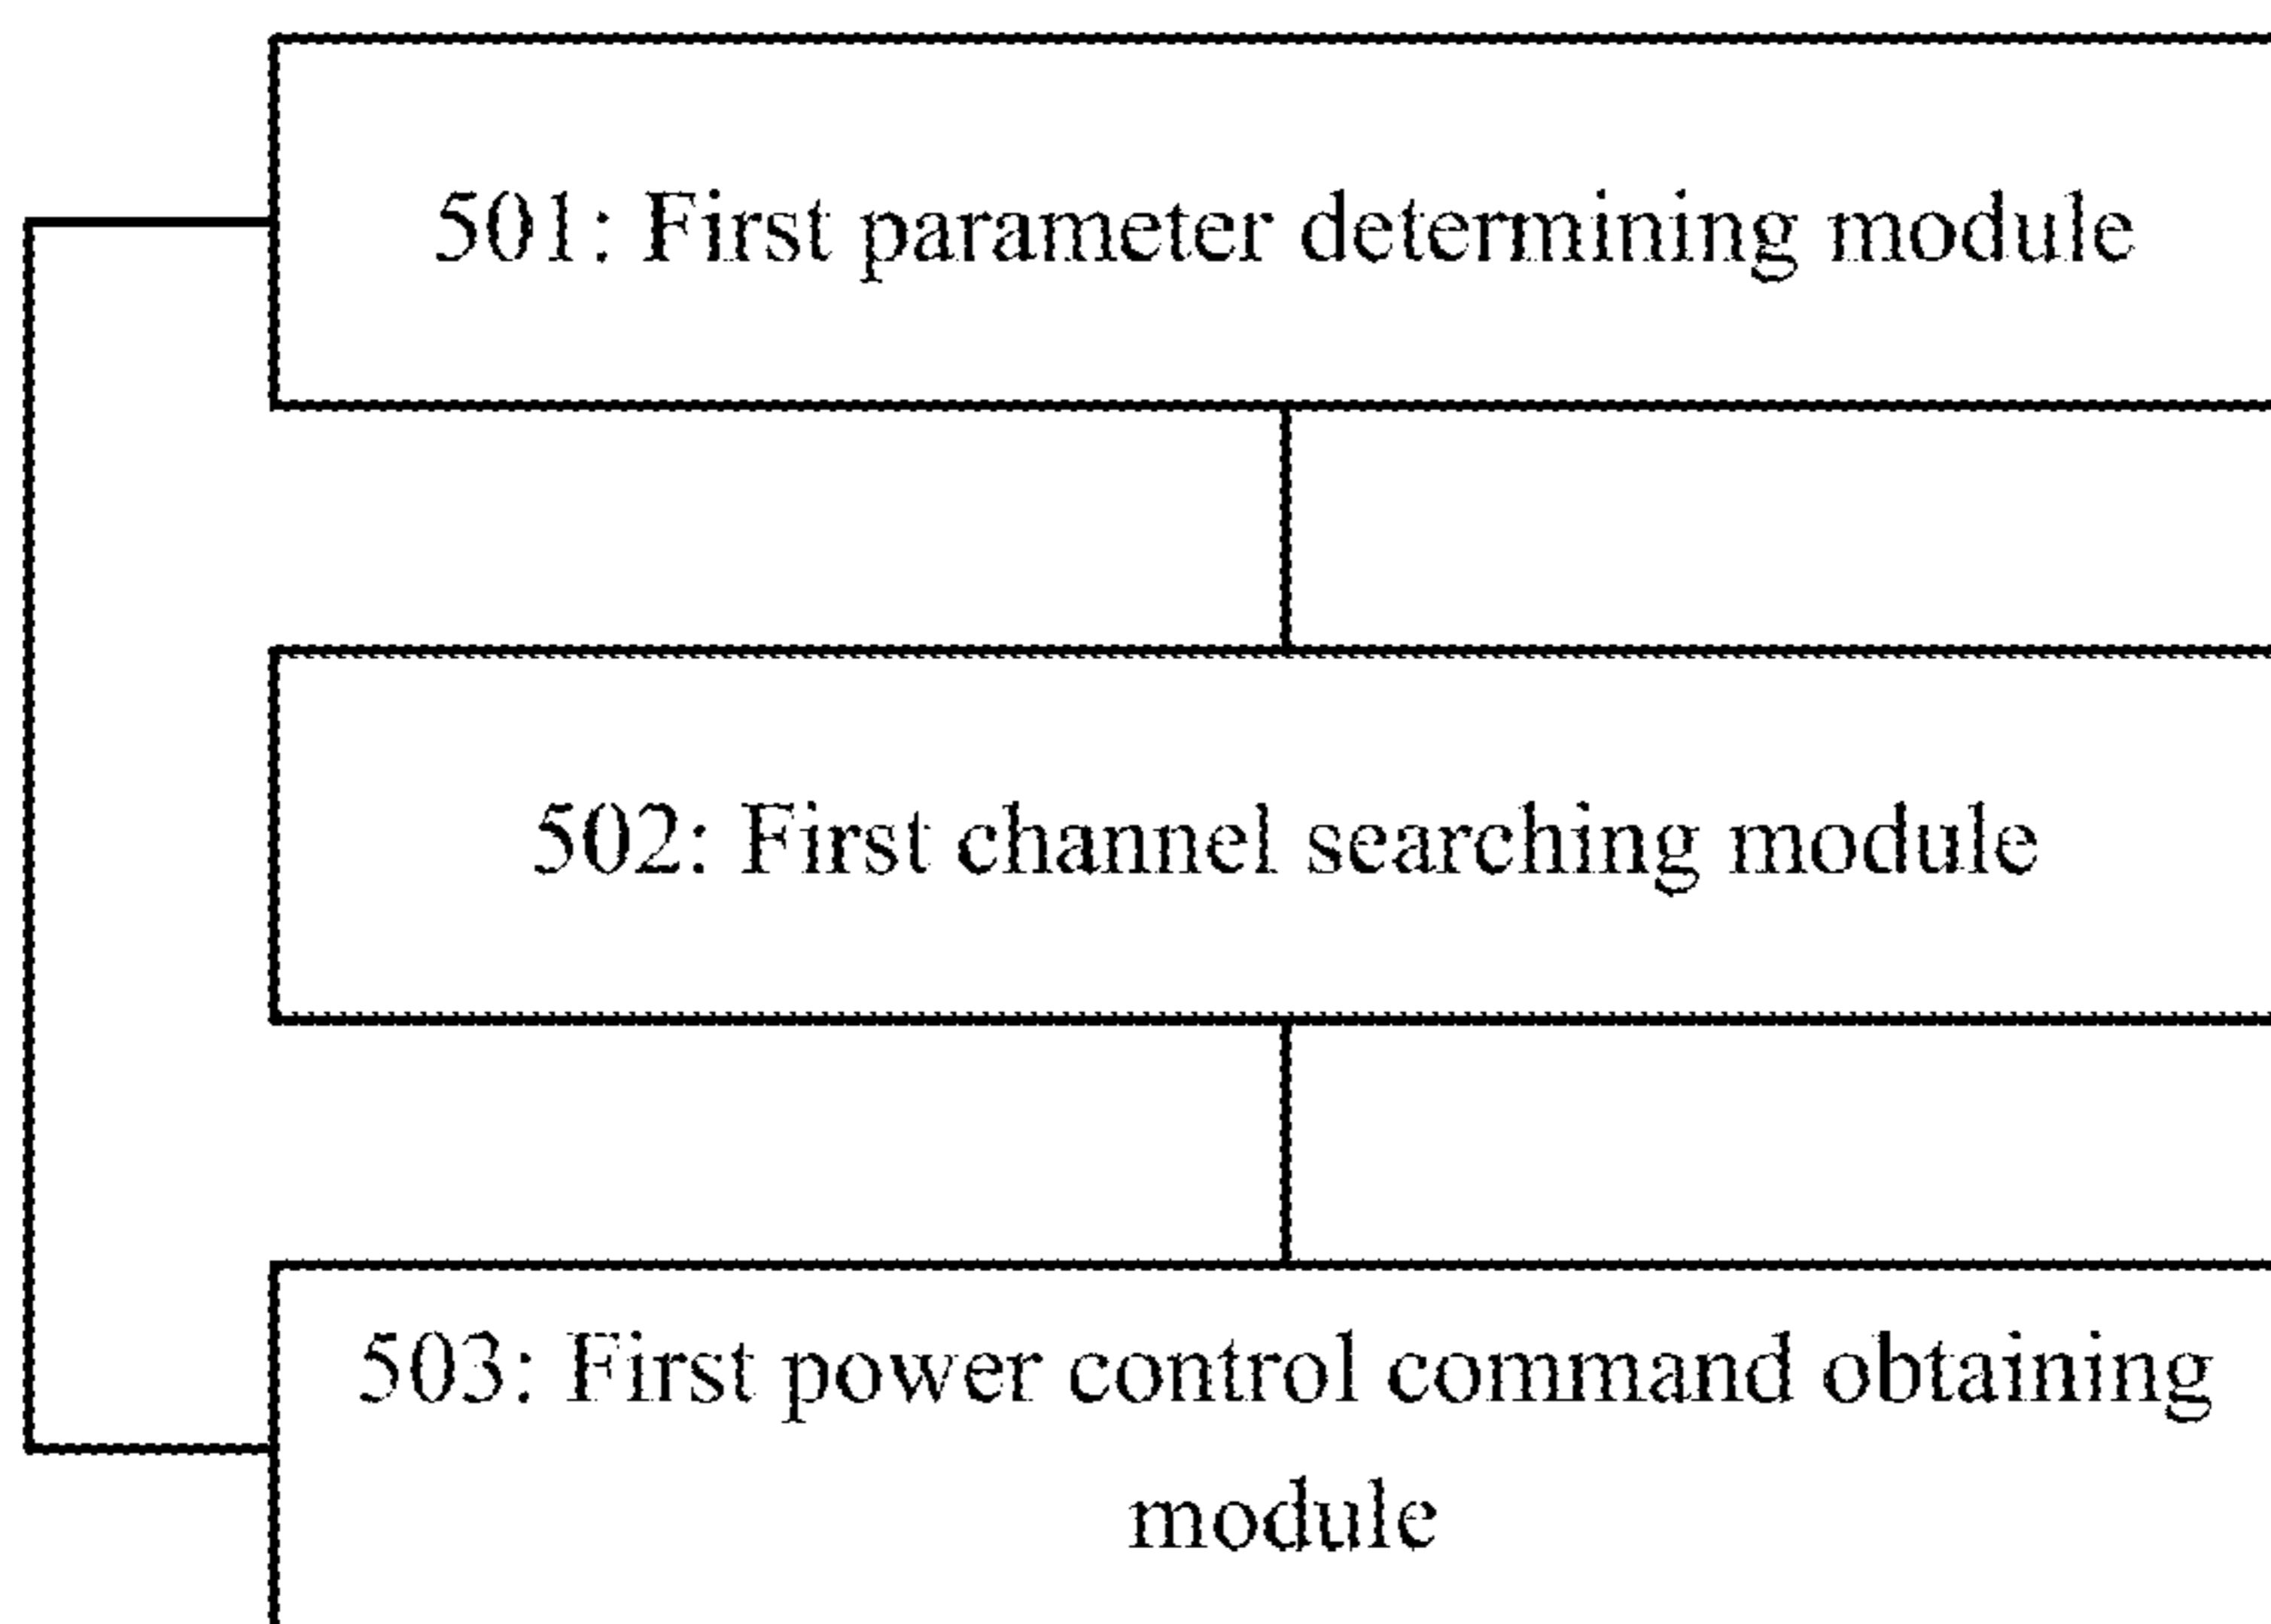 501: First parameter determining module
502: First channel searching module
503: First power control command obtaining
module